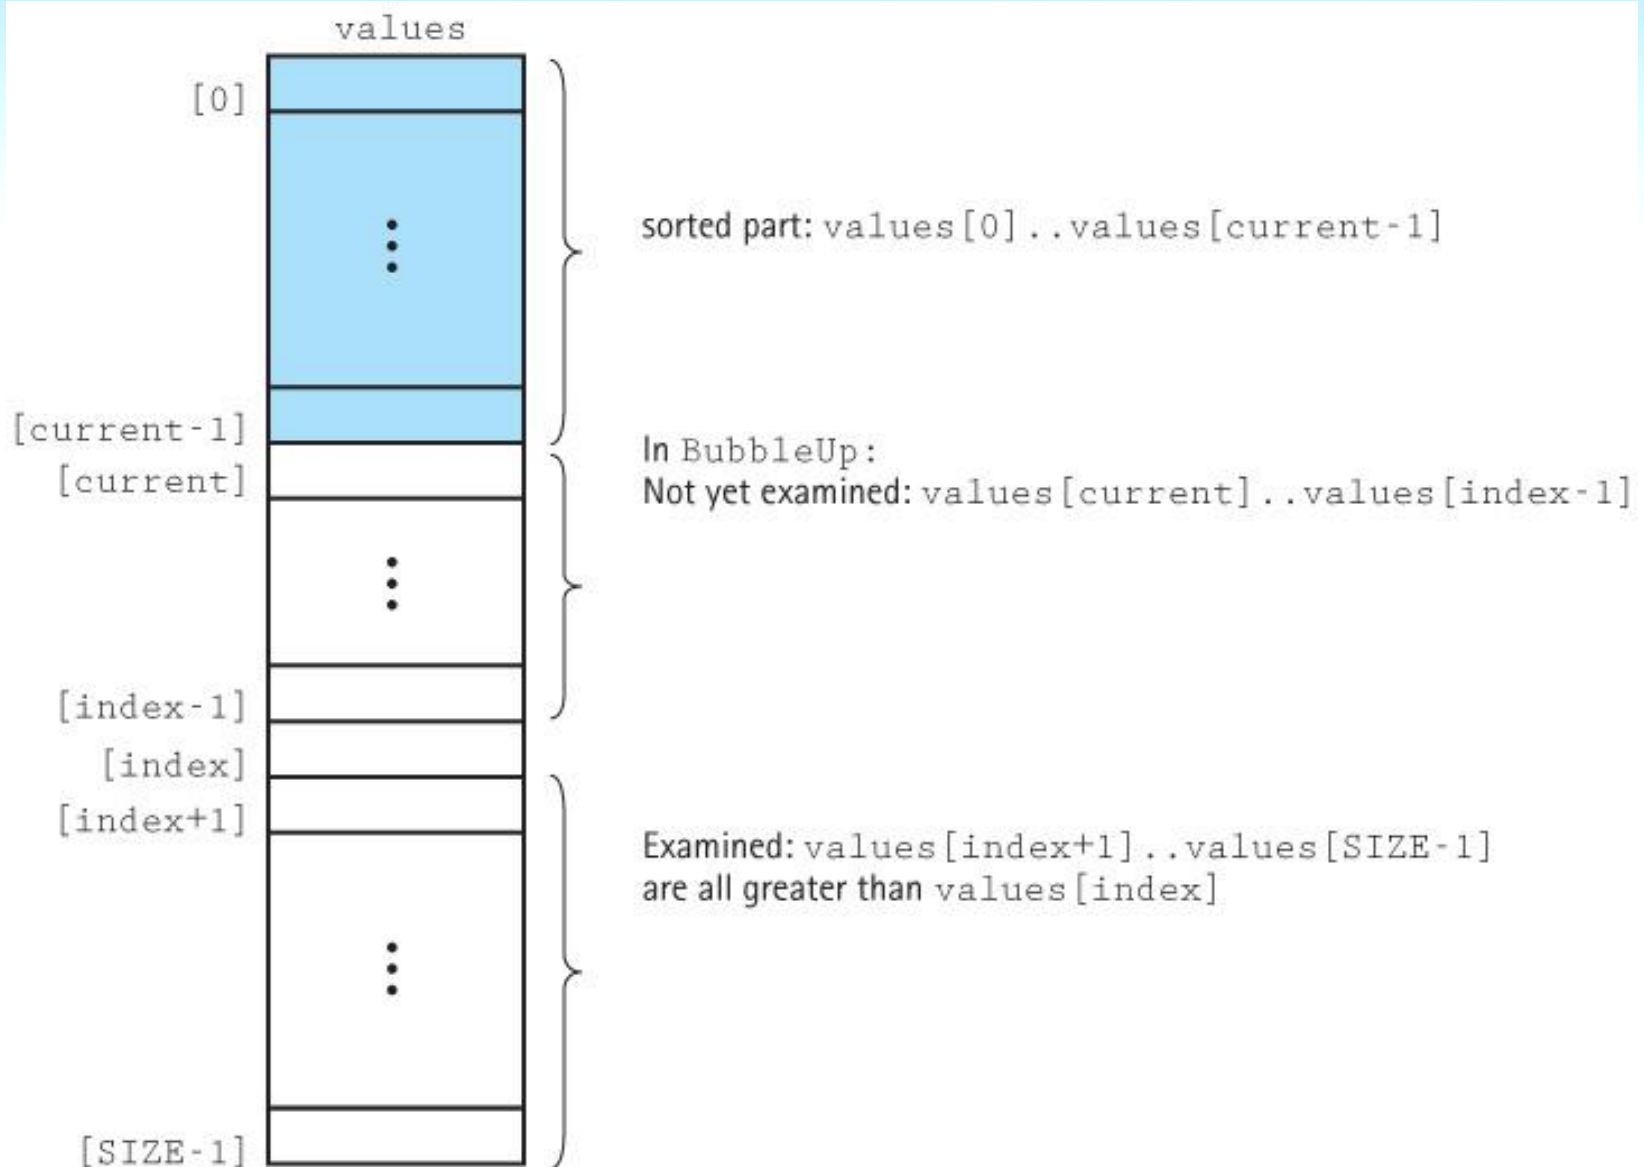 values
[0]
sorted part: values[0]..values[current-1]
[current-1]
In BubbleUp:
[current]
Not yet examined: values[current]..values[index-1]
[index-1]
[index]
[index+1]
Examined: values[index+1]..values[SIZE-1]
are all greater than values[index]
[SIZE-1]